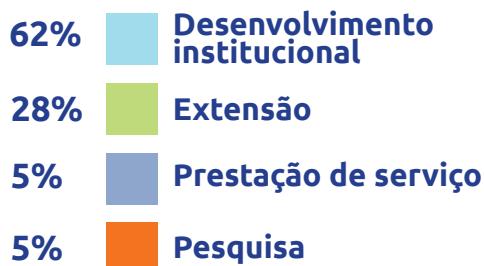 62% Desenvolvimento
institucional
28% Extensão
5% Prestação de serviço
5% Pesquisa